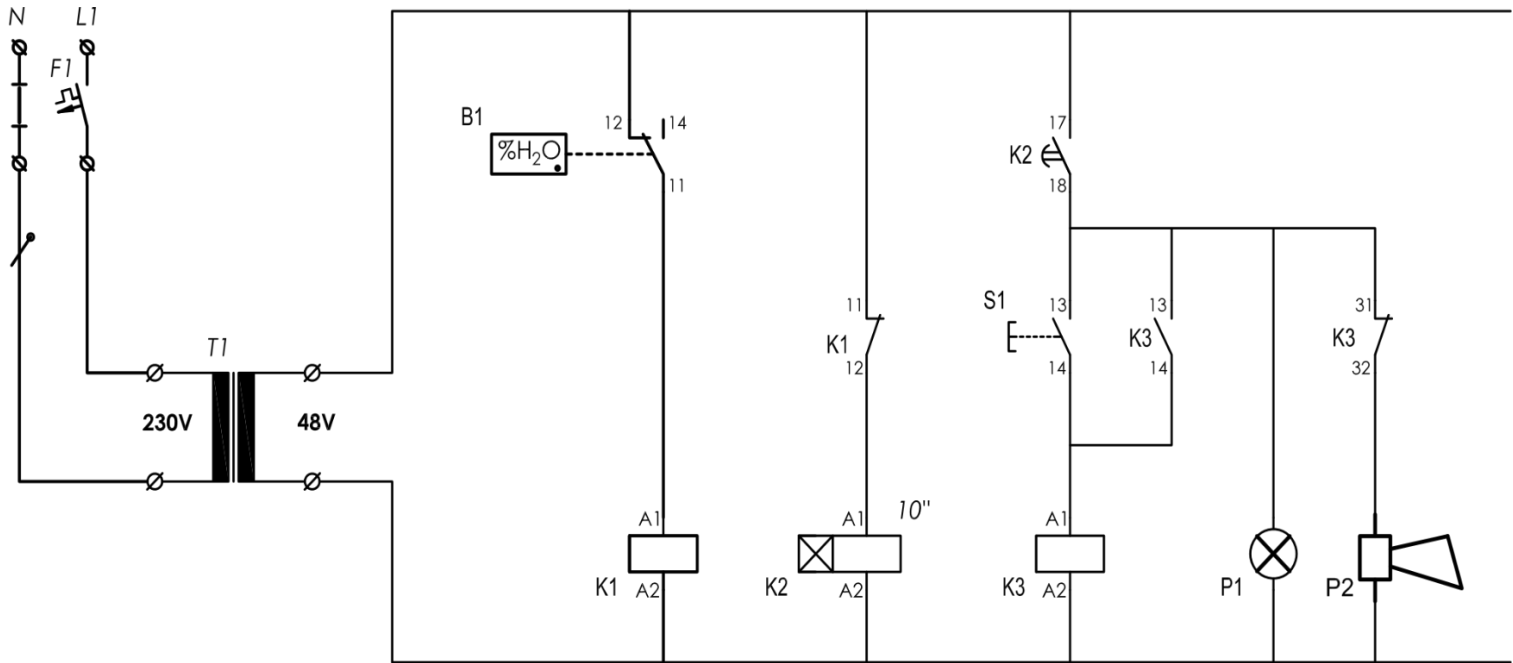 N L1
F1
B1
%H₂O
12 14
11
17
K2
18
11
K1
12
S1
13
14
13
K3
14
31
K3
32
T1
230V 48V
A1
K1 A2
A1 10"
K2 A2
A1
K3 A2
P1
P2